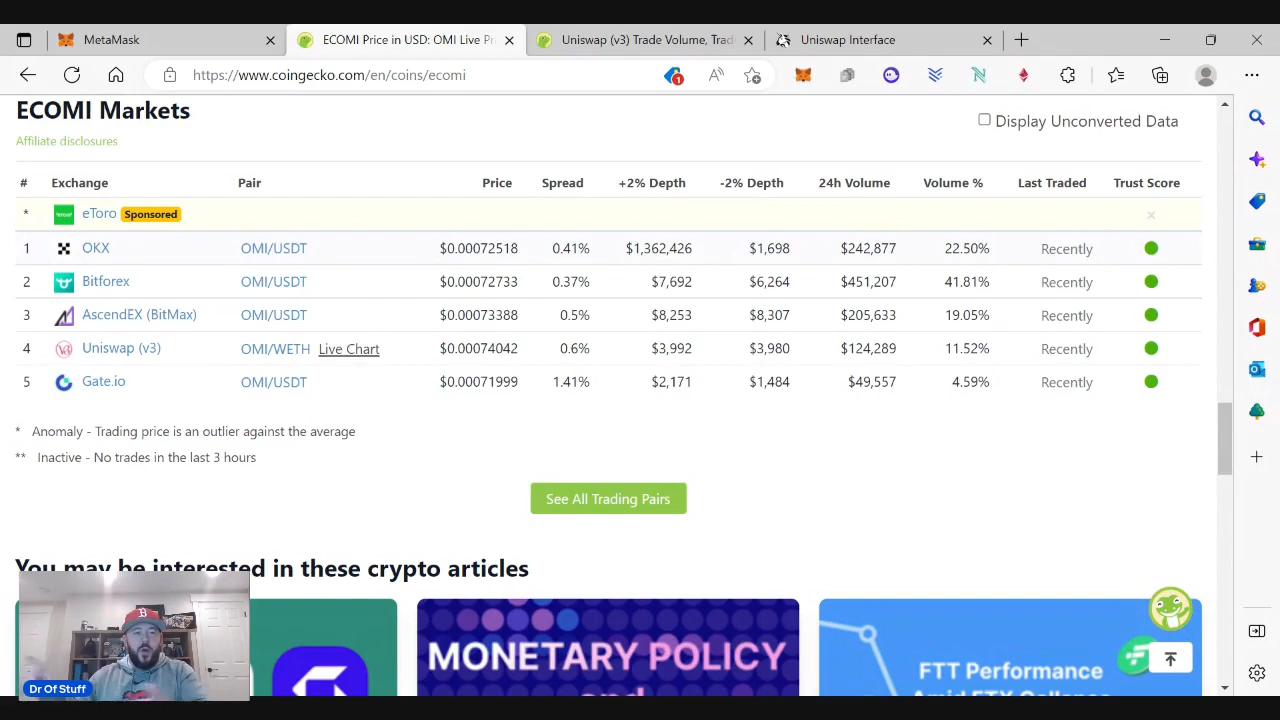 MetaMask
ECOMI Price in USD: OMI Live Pr
Uniswap (v3) Trade Volume, Trad
Uniswap Interface
https://www.coingecko.com/en/coins/ecomi
1
ECOMI Markets
Display Unconverted Data
Affiliate disclosures
# Exchange Pair Price Spread +2% Depth -2% Depth 24h Volume Volume % Last Traded Trust Score
* eToro Sponsored
1 OKX OMI/USDT $0.00072518 0.41% $1,362,426 $1,698 $242,877 22.50% Recently
2 Bitforex OMI/USDT $0.00072733 0.37% $7,692 $6,264 $451,207 41.81% Recently
3 AscendEX (BitMax) OMI/USDT $0.00073388 0.5% $8,253 $8,307 $205,633 19.05% Recently
4 Uniswap (v3) OMI/WETH Live Chart $0.00074042 0.6% $3,992 $3,980 $124,289 11.52% Recently
5 Gate.io OMI/USDT $0.00071999 1.41% $2,171 $1,484 $49,557 4.59% Recently
* Anomaly - Trading price is an outlier against the average
** Inactive - No trades in the last 3 hours
See All Trading Pairs
You may be interested in these crypto articles
MONETARY POLICY
FTT Performance
Amid FTX Collapse
B
Dr Of Stuff